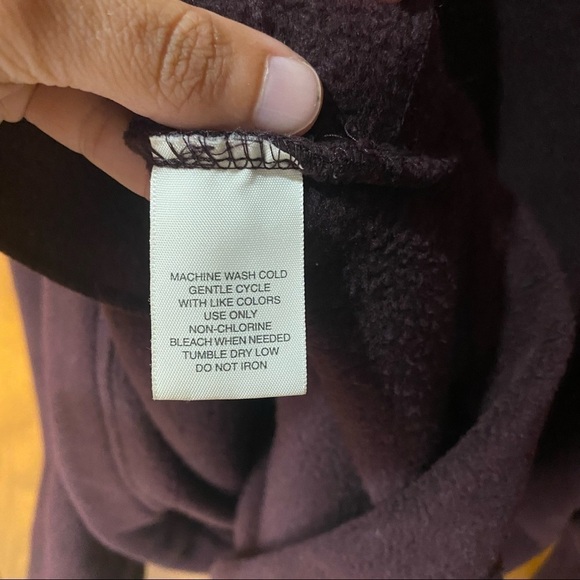 MACHINE WASH COLD
GENTLE CYCLE
WITH LIKE COLORS
USE ONLY
NON-CHLORINE
BLEACH WHEN NEEDED
TUMBLE DRY LOW
DO NOT IRON